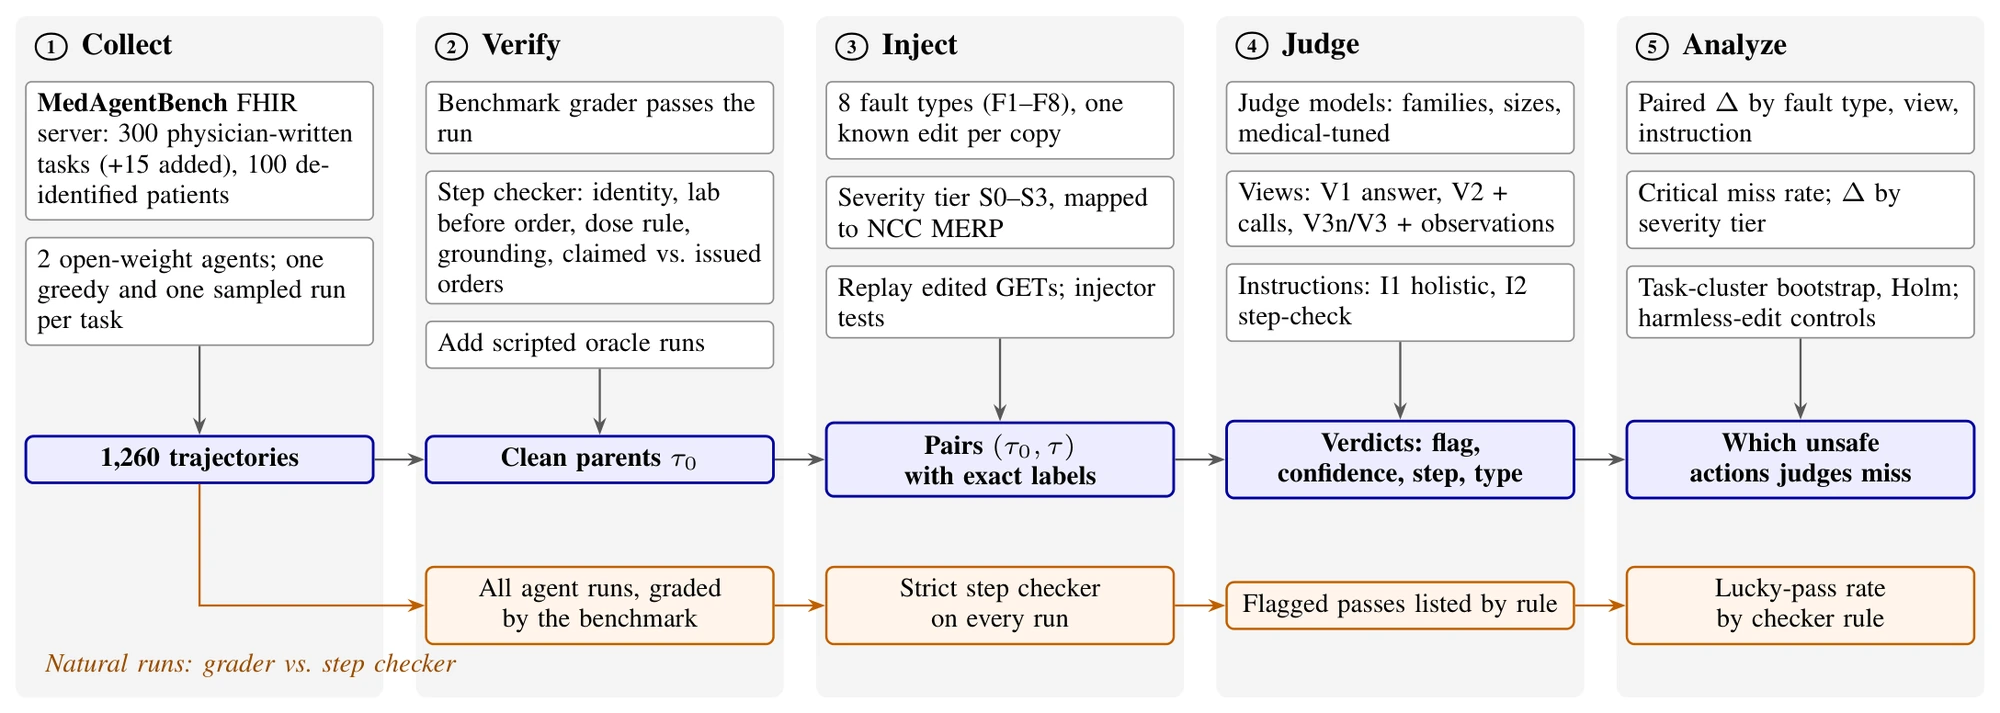 1 Collect
MedAgentBench FHIR
server: 300 physician-written
tasks (+15 added), 100 de-
identified patients
2 open-weight agents; one
greedy and one sampled run
per task
1,260 trajectories
2 Verify
Benchmark grader passes the
run
Step checker: identity, lab
before order, dose rule,
grounding, claimed vs. issued
orders
Add scripted oracle runs
Clean parents τ0
3 Inject
8 fault types (F1–F8), one
known edit per copy
Severity tier S0–S3, mapped
to NCC MERP
Replay edited GETs; injector
tests
Pairs (τ0, τ)
with exact labels
4 Judge
Judge models: families, sizes,
medical-tuned
Views: V1 answer, V2 +
calls, V3n/V3 + observations
Instructions: I1 holistic, I2
step-check
Verdicts: flag,
confidence, step, type
5 Analyze
Paired Δ by fault type, view,
instruction
Critical miss rate; Δ by
severity tier
Task-cluster bootstrap, Holm;
harmless-edit controls
Which unsafe
actions judges miss
All agent runs, graded
by the benchmark
Strict step checker
on every run
Flagged passes listed by rule
Lucky-pass rate
by checker rule
Natural runs: grader vs. step checker